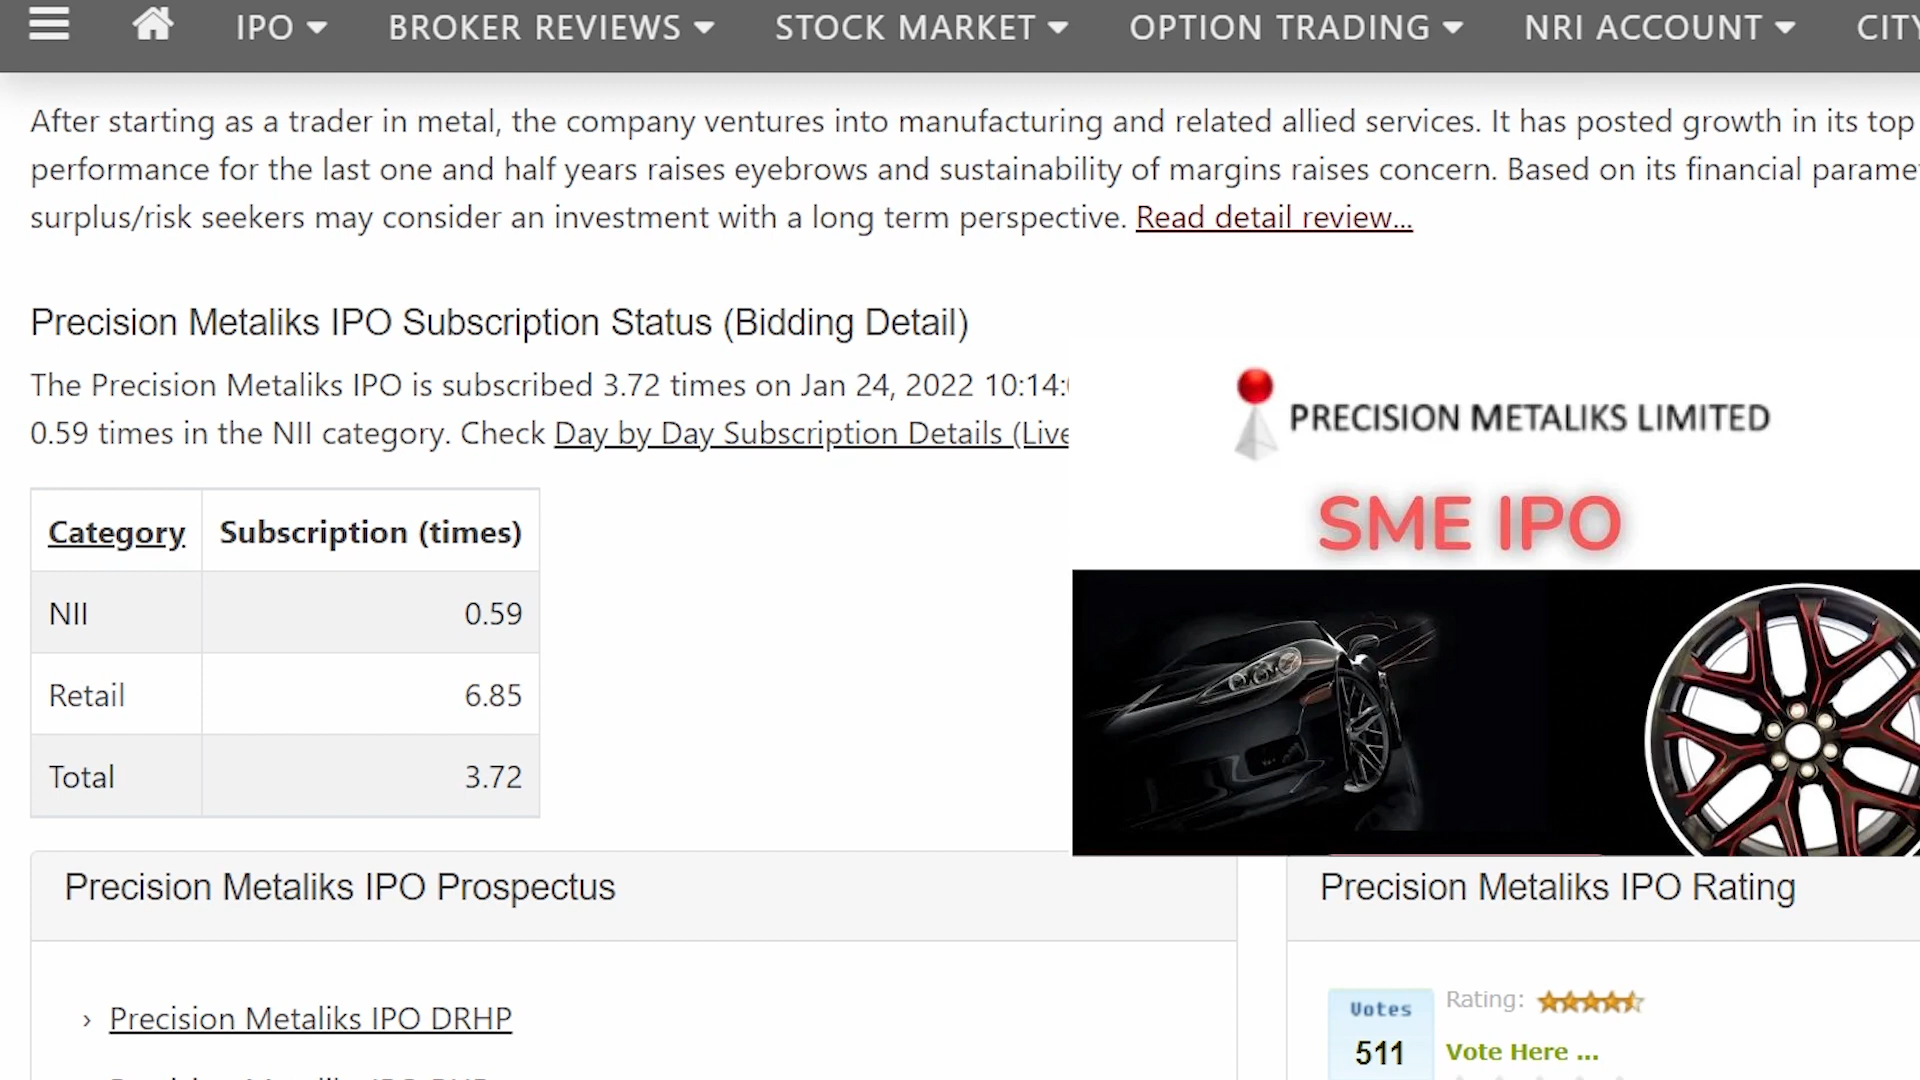 IPO BROKER REVIEWS STOCK MARKET OPTION TRADING NRI ACCOUNT CITY
After starting as a trader in metal, the company ventures into manufacturing and related allied services. It has posted growth in its top
performance for the last one and half years raises eyebrows and sustainability of margins raises concern. Based on its financial parame
surplus/risk seekers may consider an investment with a long term perspective. Read detail review...
Precision Metaliks IPO Subscription Status (Bidding Detail)
The Precision Metaliks IPO is subscribed 3.72 times on Jan 24, 2022 10:14:
0.59 times in the NII category. Check Day by Day Subscription Details (Live
PRECISION METALIKS LIMITED
SME IPO
Category Subscription (times)
NII 0.59
Retail 6.85
Total 3.72
Precision Metaliks IPO Prospectus
› Precision Metaliks IPO DRHP
Precision Metaliks IPO Rating
Votes
511
Rating:
Vote Here ...